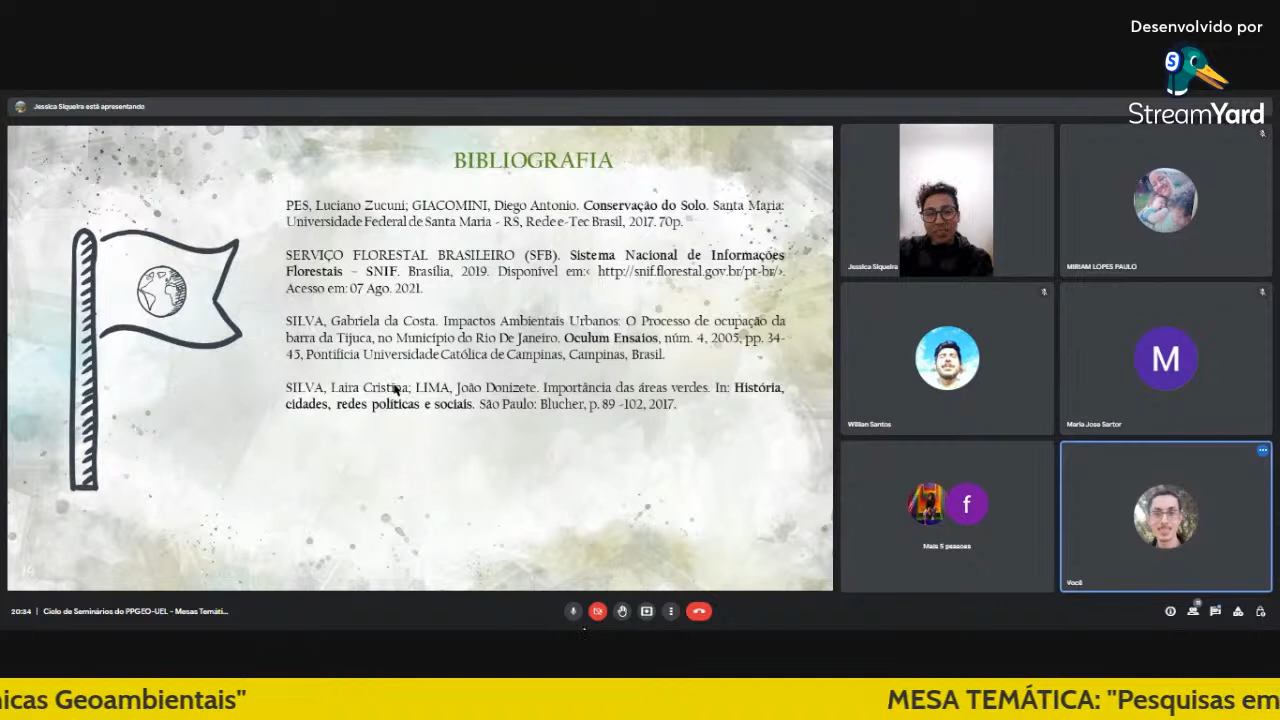 Desenvolvido por
StreamYard
Jessica Siqueira está apresentando
BIBLIOGRAFIA
PES, Luciano Zucuni; GIACOMINI, Diego Antonio. Conservação do Solo. Santa Maria:
Universidade Federal de Santa Maria - RS, Rede e-Tec Brasil, 2017. 70p.
SERVIÇO FLORESTAL BRASILEIRO (SFB). Sistema Nacional de Informações
Florestais – SNIF. Brasília, 2019. Disponível em:‹ http://snif.florestal.gov.br/pt-br/›.
Acesso em: 07 Ago. 2021.
SILVA, Gabriela da Costa. Impactos Ambientais Urbanos: O Processo de ocupação da
barra da Tijuca, no Município do Rio De Janeiro. Oculum Ensaios, núm. 4, 2005, pp. 34-
45, Pontifícia Universidade Católica de Campinas, Campinas, Brasil.
SILVA, Laira Cristina; LIMA, João Donizete. Importância das áreas verdes. In: História,
cidades, redes políticas e sociais. São Paulo: Blucher, p. 89 -102, 2017.
Jessica Siqueira
MIRIAM LOPES PAULO
Willian Santos
M
Maria Jose Sartor
f
Mais 5 pessoas
Você
20:34 | Ciclo de Seminários do PPGEO-UEL - Mesas Temáti...
nicas Geoambientais"
MESA TEMÁTICA: "Pesquisas em